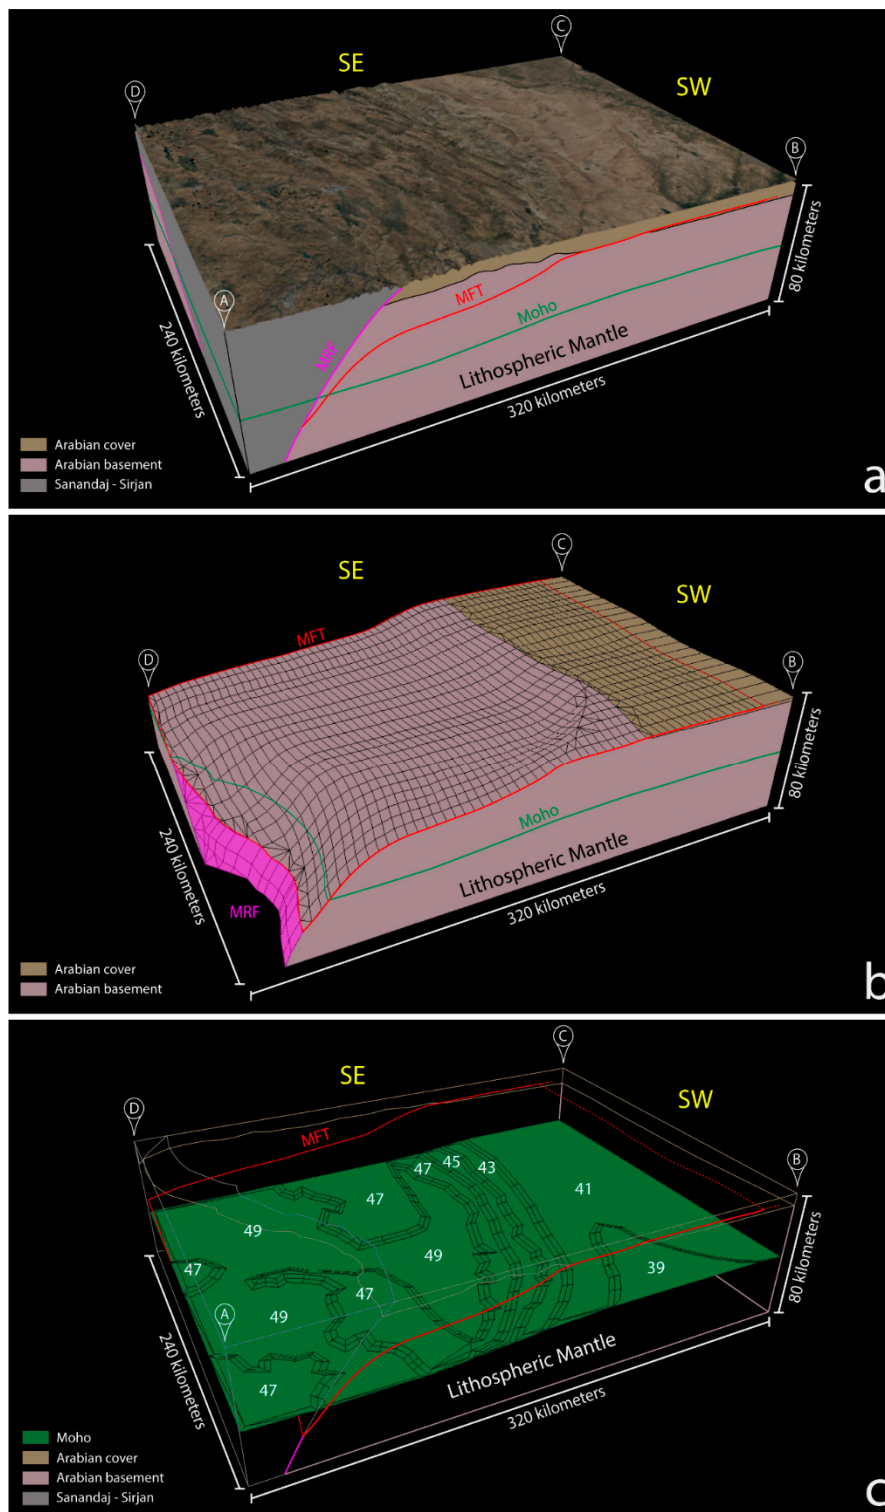 C
SE
SW
D
B
A
MFT
Moho
MRF
Lithospheric Mantle
80 kilometers
240 kilometers
320 kilometers
Arabian cover
Arabian basement
Sanandaj - Sirjan
a
C
SE
SW
MFT
D
B
Moho
80 kilometers
Lithospheric Mantle
240 kilometers
MRF
320 kilometers
Arabian cover
Arabian basement
b
C
SE
SW
D
MFT
B
47
45
43
47
41
49
49
47
47
39
A
49
47
80 kilometers
Lithospheric Mantle
240 kilometers
320 kilometers
Moho
Arabian cover
Arabian basement
Sanandaj - Sirjan
c